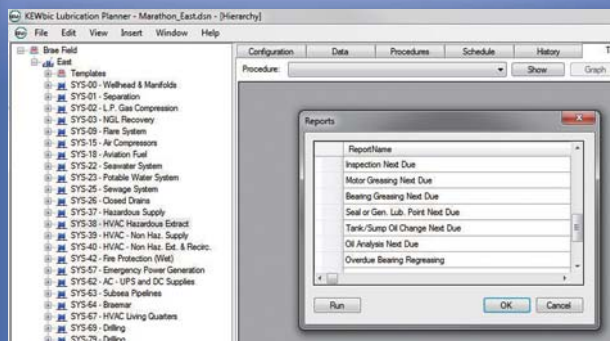 KEWbic Lubrication Planner - Marathon_East.dsn - [Hierarchy]
File Edit View Insert Window Help
Brae Field
East
Templates
SYS-00 - Wellhead & Manifolds
SYS-01 - Separation
SYS-02 - L.P. Gas Compression
SYS-03 - NGL Recovery
SYS-09 - Flare System
SYS-15 - Air Compressors
SYS-18 - Aviation Fuel
SYS-22 - Seawater System
SYS-23 - Potable Water System
SYS-25 - Sewage System
SYS-26 - Closed Drains
SYS-37 - Hazardous Supply
SYS-38 - HVAC Hazardous Extract
SYS-39 - HVAC - Non Haz. Supply
SYS-40 - HVAC - Non Haz. Ext. & Recirc.
SYS-42 - Fire Protection (Wet)
SYS-57 - Emergency Power Generation
SYS-62 - AC - UPS and DC Supplies
SYS-63 - Subsea Pipelines
SYS-64 - Braemar
SYS-67 - HVAC Living Quarters
SYS-69 - Drilling
SYS-79 - Drilling
Configuration Data Procedures Schedule History T
Procedure: Show Graph
Reports
ReportName
Inspection Next Due
Motor Greasing Next Due
Bearing Greasing Next Due
Seal or Gen. Lub. Point Next Due
Tank/Sump Oil Change Next Due
Oil Analysis Next Due
Overdue Bearing Regreasing
Run OK Cancel